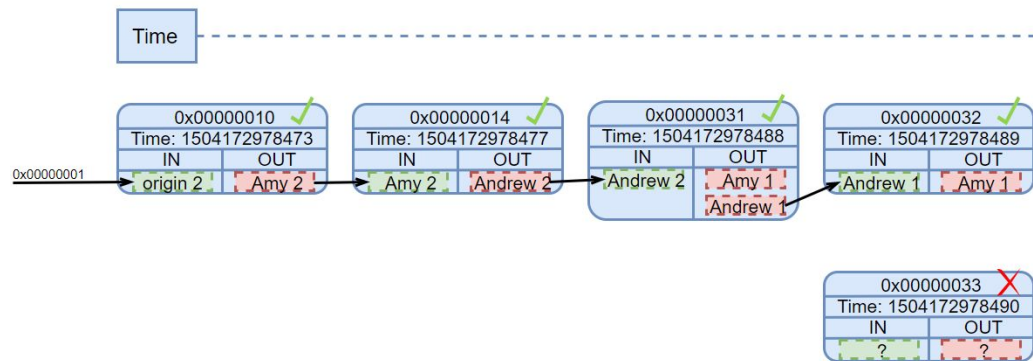 Time
0x00000010
0x00000014
0x00000031
0x00000032
Time: 1504172978473
Time: 1504172978477
Time: 1504172978488
Time: 1504172978489
IN OUT
IN OUT
IN OUT
IN OUT
0x00000001
origin 2 Amy 2
Amy 2 Andrew 2
Andrew 2 Amy 1
Andrew 1
Andrew 1 Amy 1
0x00000033
Time: 1504172978490
IN OUT
? ?